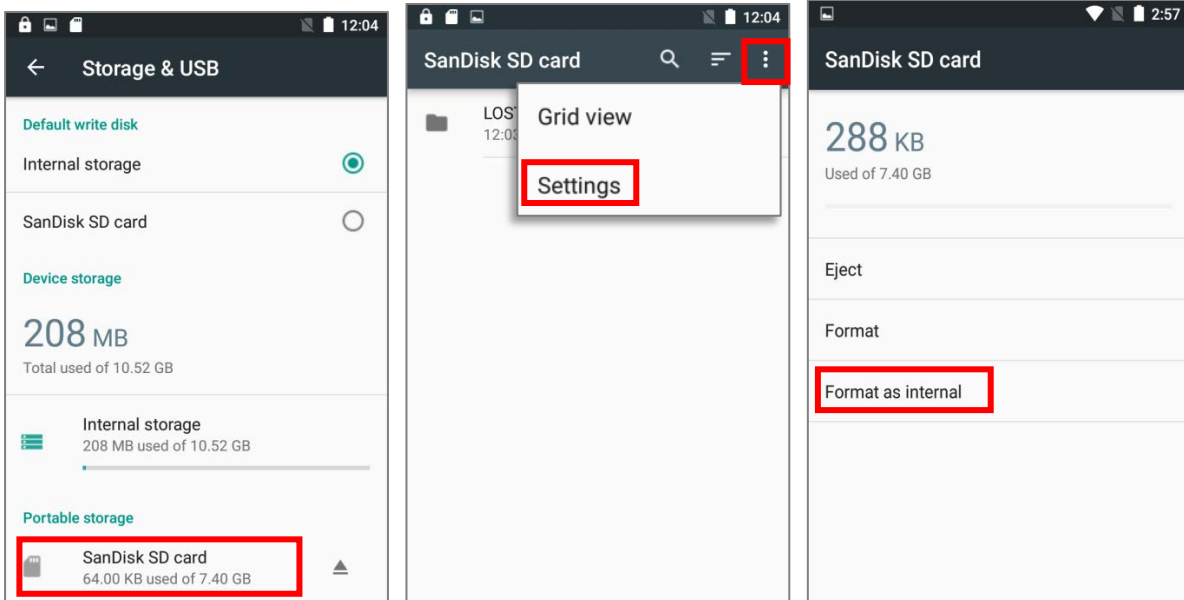 12:04
Storage & USB
Default write disk
Internal storage
SanDisk SD card
Device storage
208 MB
Total used of 10.52 GB
Internal storage
208 MB used of 10.52 GB
Portable storage
SanDisk SD card
64.00 KB used of 7.40 GB
12:04
SanDisk SD card
LOS
12:03
Grid view
Settings
2:57
SanDisk SD card
288 KB
Used of 7.40 GB
Eject
Format
Format as internal